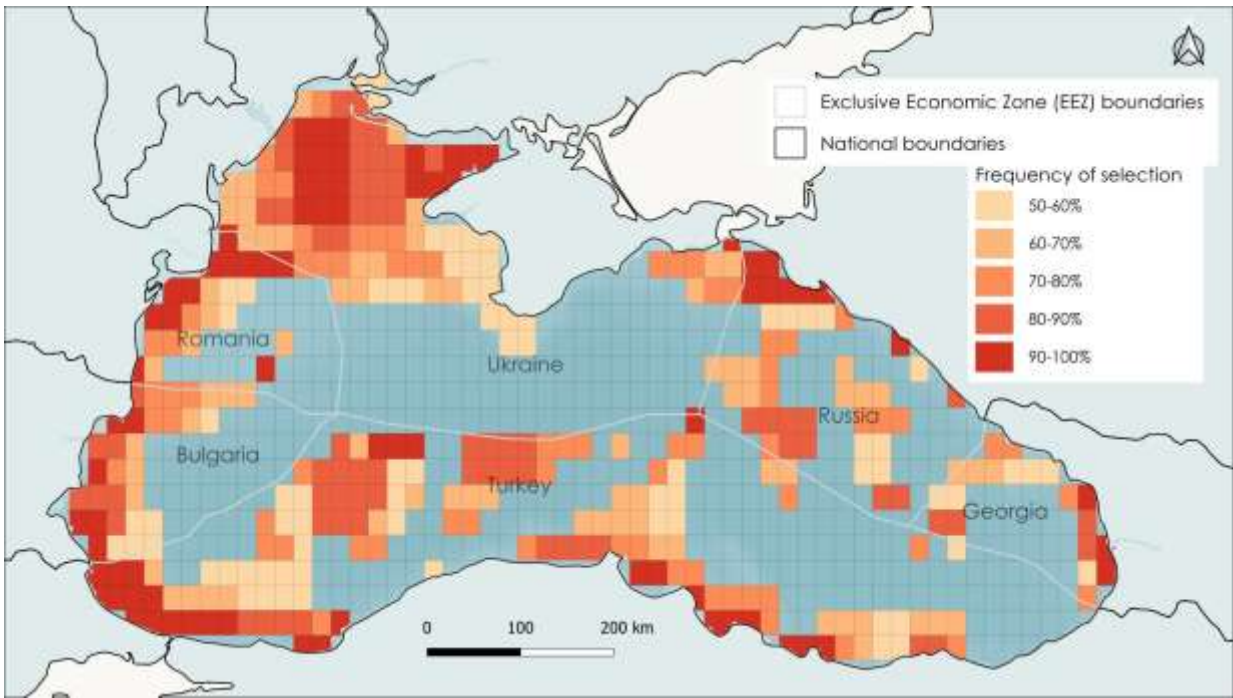 Exclusive Economic Zone (EEZ) boundaries
National boundaries
Frequency of selection
50-60%
60-70%
70-80%
80-90%
90-100%
Romania
Ukraine
Russia
Bulgaria
Turkey
Georgia
0 100 200 km